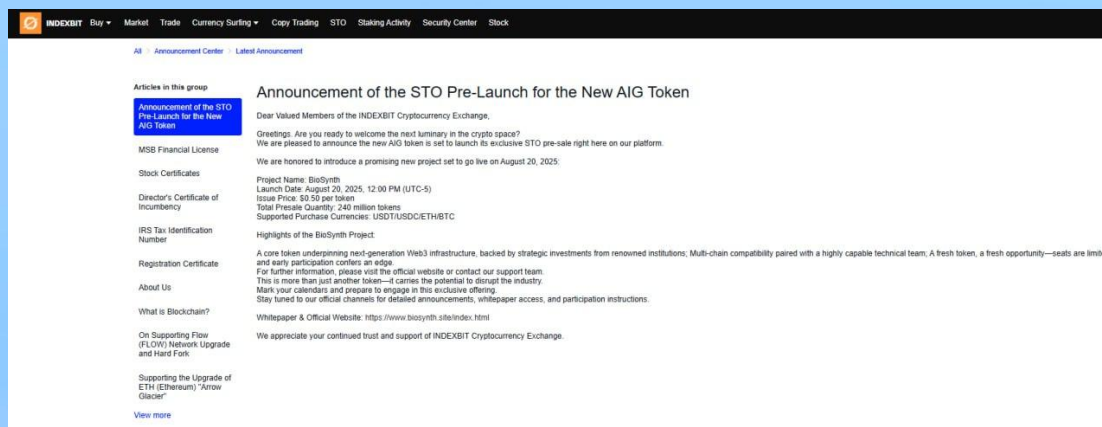 INDEXBIT Buy Market Trade Currency Surfing Copy Trading STO Staking Activity Security Center Stock
All > Announcement Center > Latest Announcement
Articles in this group
Announcement of the STO
Pre-Launch for the New
AIG Token
MSB Financial License
Stock Certificates
Director's Certificate of
Incumbency
IRS Tax Identification
Number
Registration Certificate
About Us
What is Blockchain?
On Supporting Flow
(FLOW) Network Upgrade
and Hard Fork
Supporting the Upgrade of
ETH (Ethereum) "Arrow
Glacier"
View more
Announcement of the STO Pre-Launch for the New AIG Token
Dear Valued Members of the INDEXBIT Cryptocurrency Exchange,
Greetings. Are you ready to welcome the next luminary in the crypto space?
We are pleased to announce the new AIG token is set to launch its exclusive STO pre-sale right here on our platform.
We are honored to introduce a promising new project set to go live on August 20, 2025:
Project Name: BioSynth
Launch Date: August 20, 2025, 12:00 PM (UTC-5)
Issue Price: $0.50 per token
Total Presale Quantity: 240 million tokens
Supported Purchase Currencies: USDT/USDC/ETH/BTC
Highlights of the BioSynth Project:
A core token underpinning next-generation Web3 infrastructure, backed by strategic investments from renowned institutions; Multi-chain compatibility paired with a highly capable technical team; A fresh token, a fresh opportunity—seats are limit
and early participation confers an edge.
For further information, please visit the official website or contact our support team.
This is more than just another token—it carries the potential to disrupt the industry.
Mark your calendars and prepare to engage in this exclusive offering.
Stay tuned to our official channels for detailed announcements, whitepaper access, and participation instructions.
Whitepaper & Official Website: https://www.biosynth.site/index.html
We appreciate your continued trust and support of INDEXBIT Cryptocurrency Exchange.